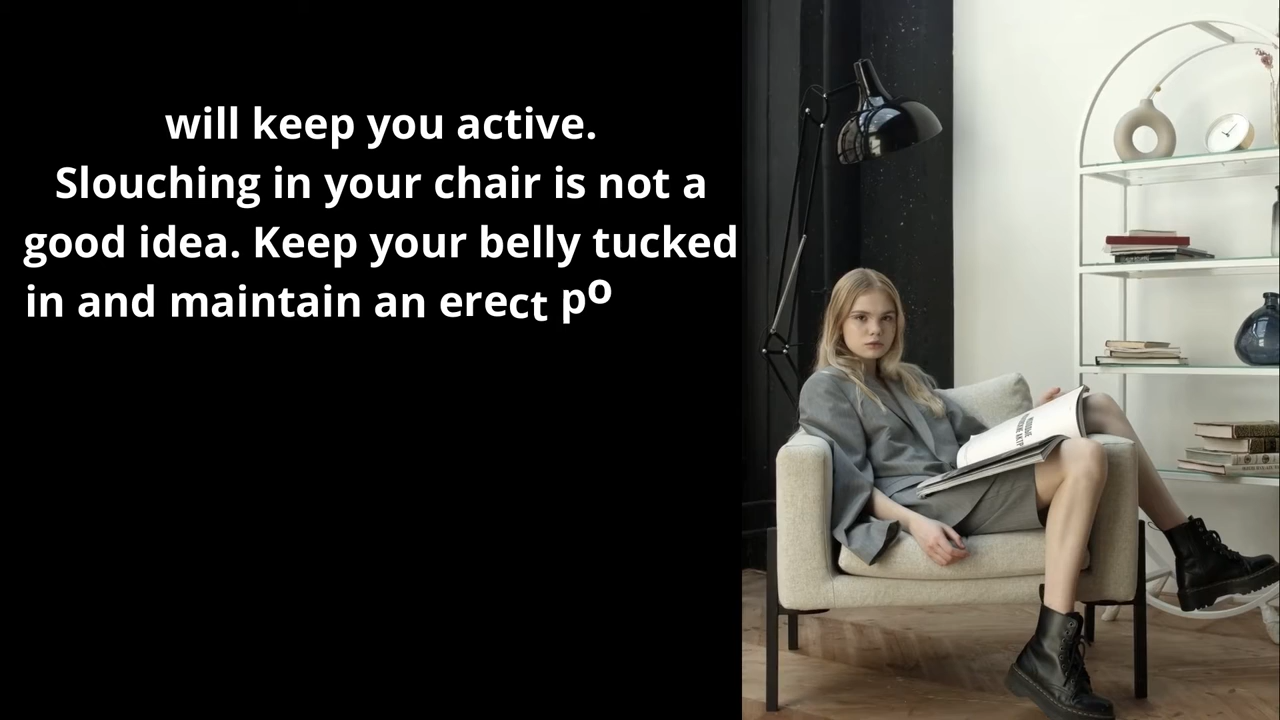 will keep you active.
Slouching in your chair is not a
good idea. Keep your belly tucked
in and maintain an erect po